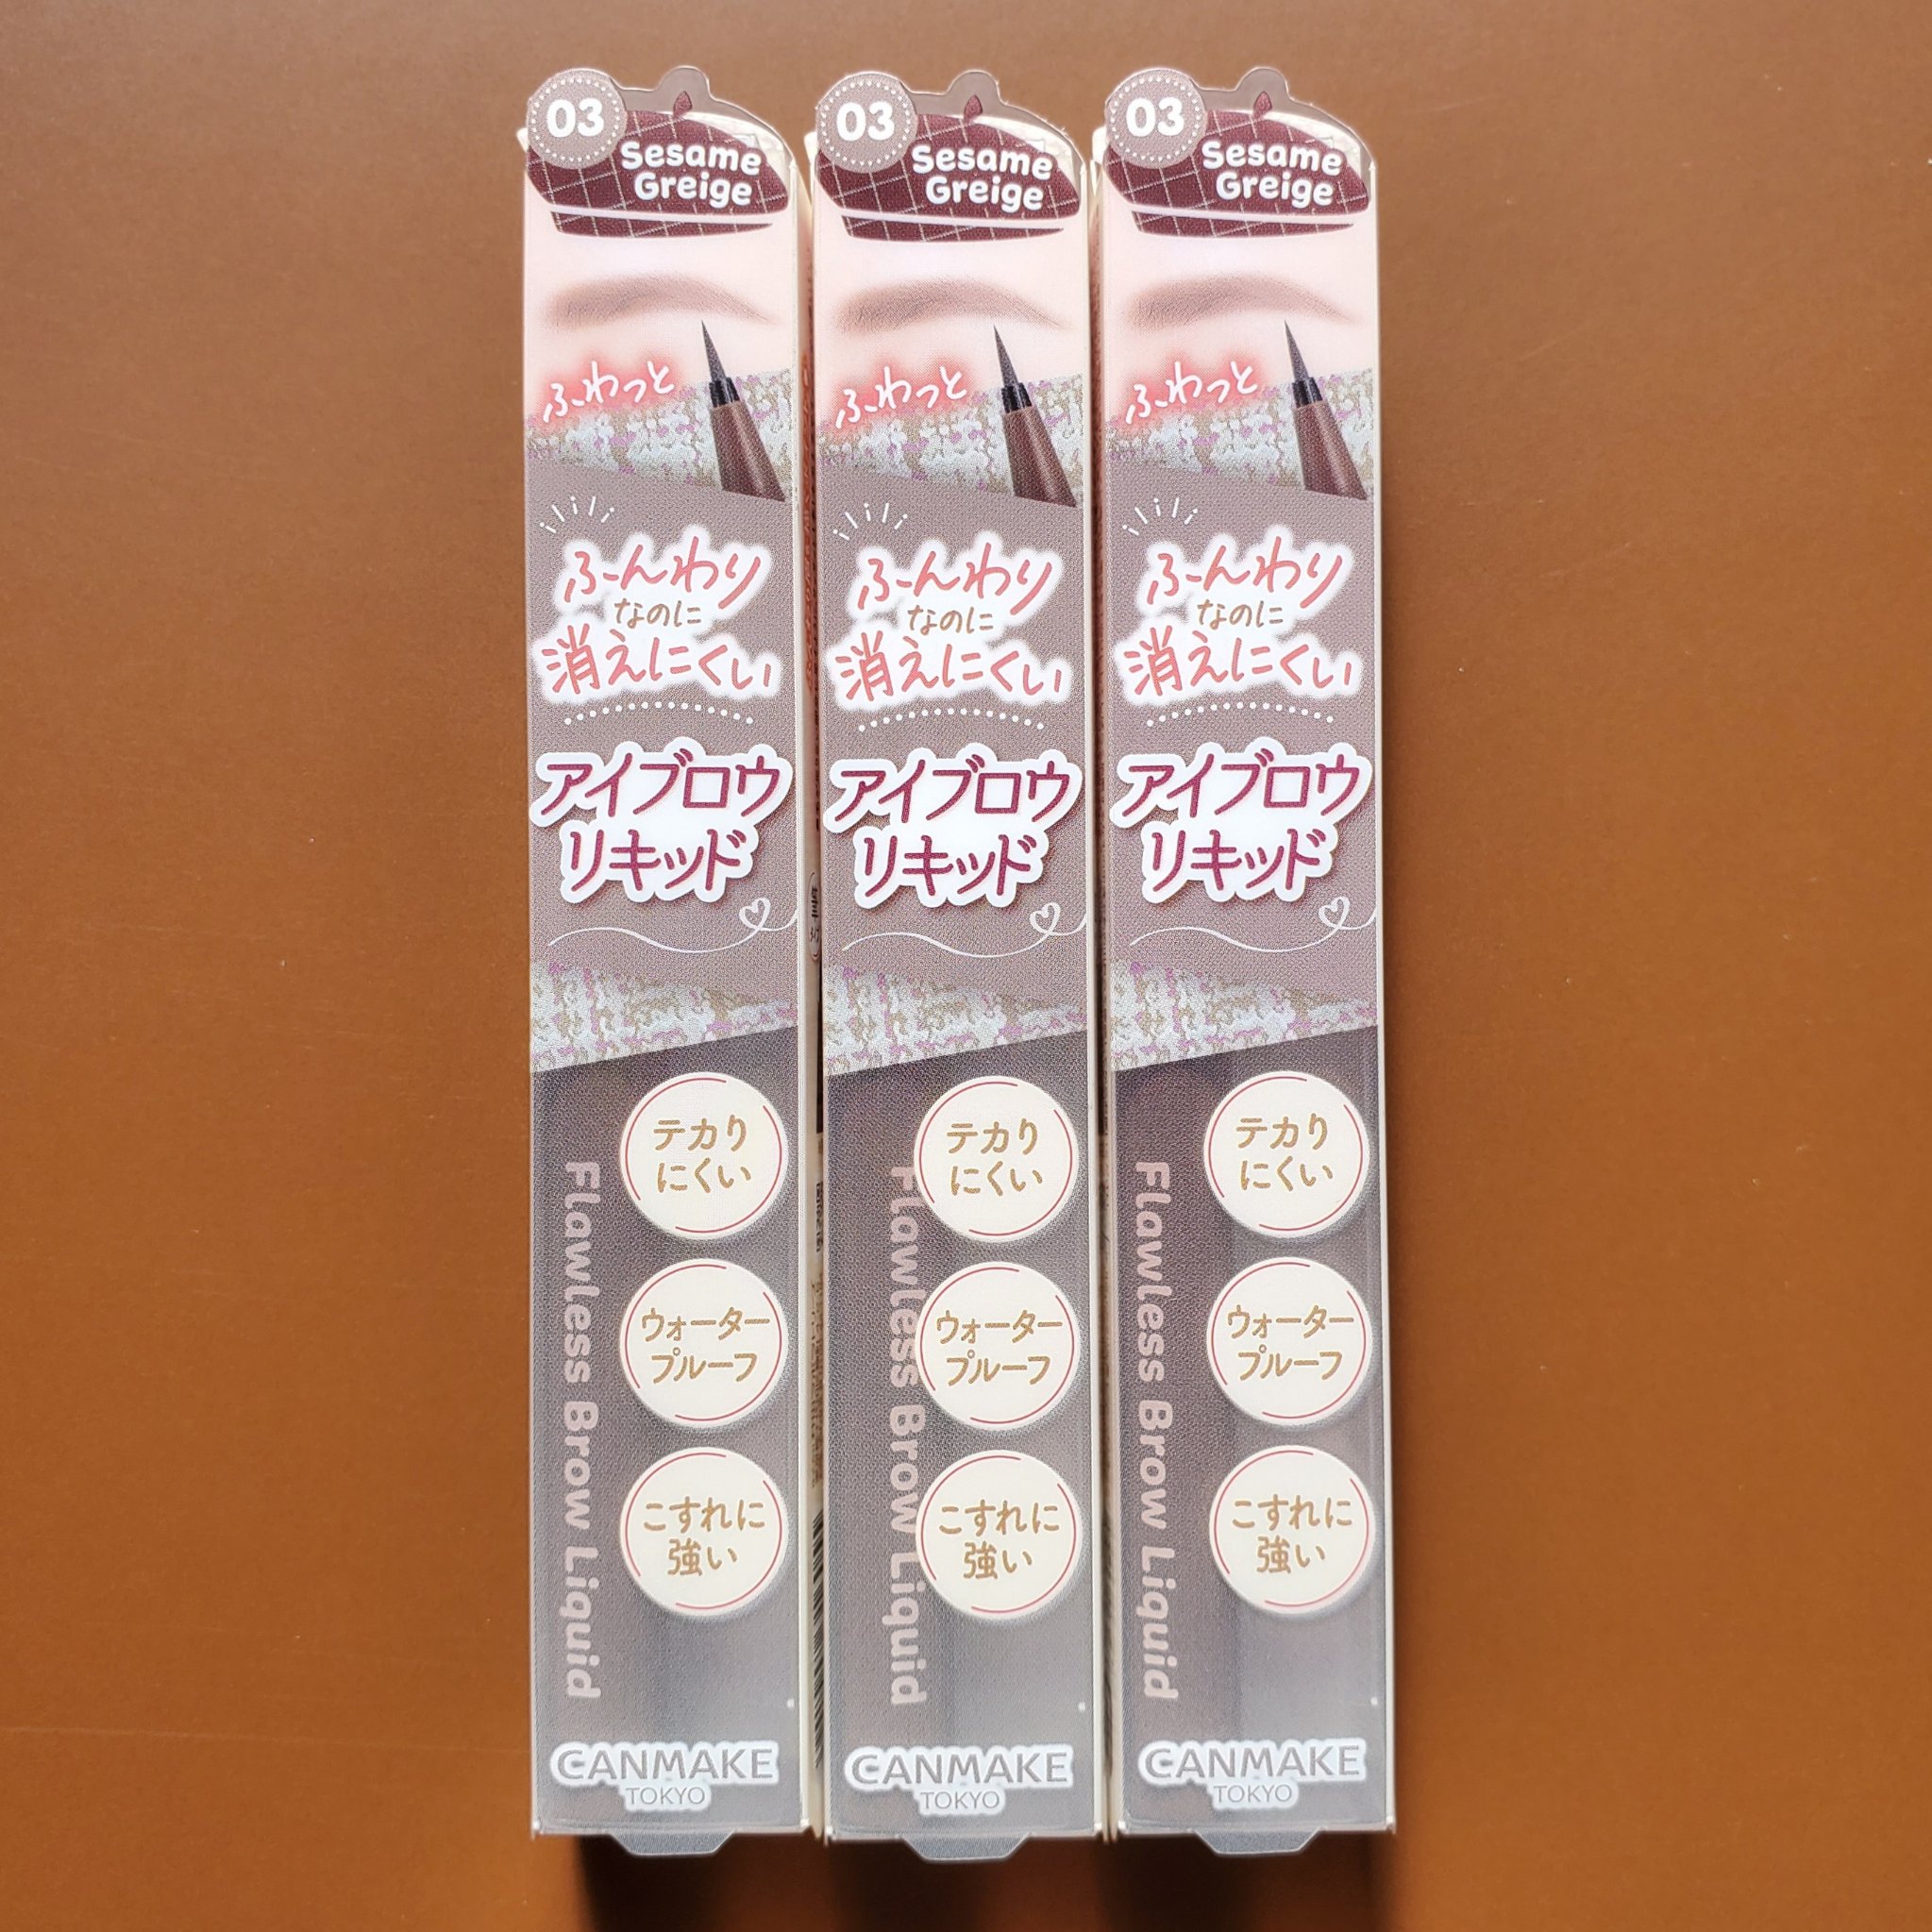 03
Sesame
Greige
ふわっと
ふんわり
なのに
消えにくい
アイブロウ
リキッド
テカり
にくい
ウォーター
プルーフ
こすれに
強い
Flawless Brow Liquid
CANMAKE
TOKYO
03
Sesame
Greige
ふわっと
ふんわり
なのに
消えにくい
アイブロウ
リキッド
テカり
にくい
ウォーター
プルーフ
こすれに
強い
Flawless Brow Liquid
CANMAKE
TOKYO
03
Sesame
Greige
ふわっと
ふんわり
なのに
消えにくい
アイブロウ
リキッド
テカり
にくい
ウォーター
プルーフ
こすれに
強い
Flawless Brow Liquid
CANMAKE
TOKYO